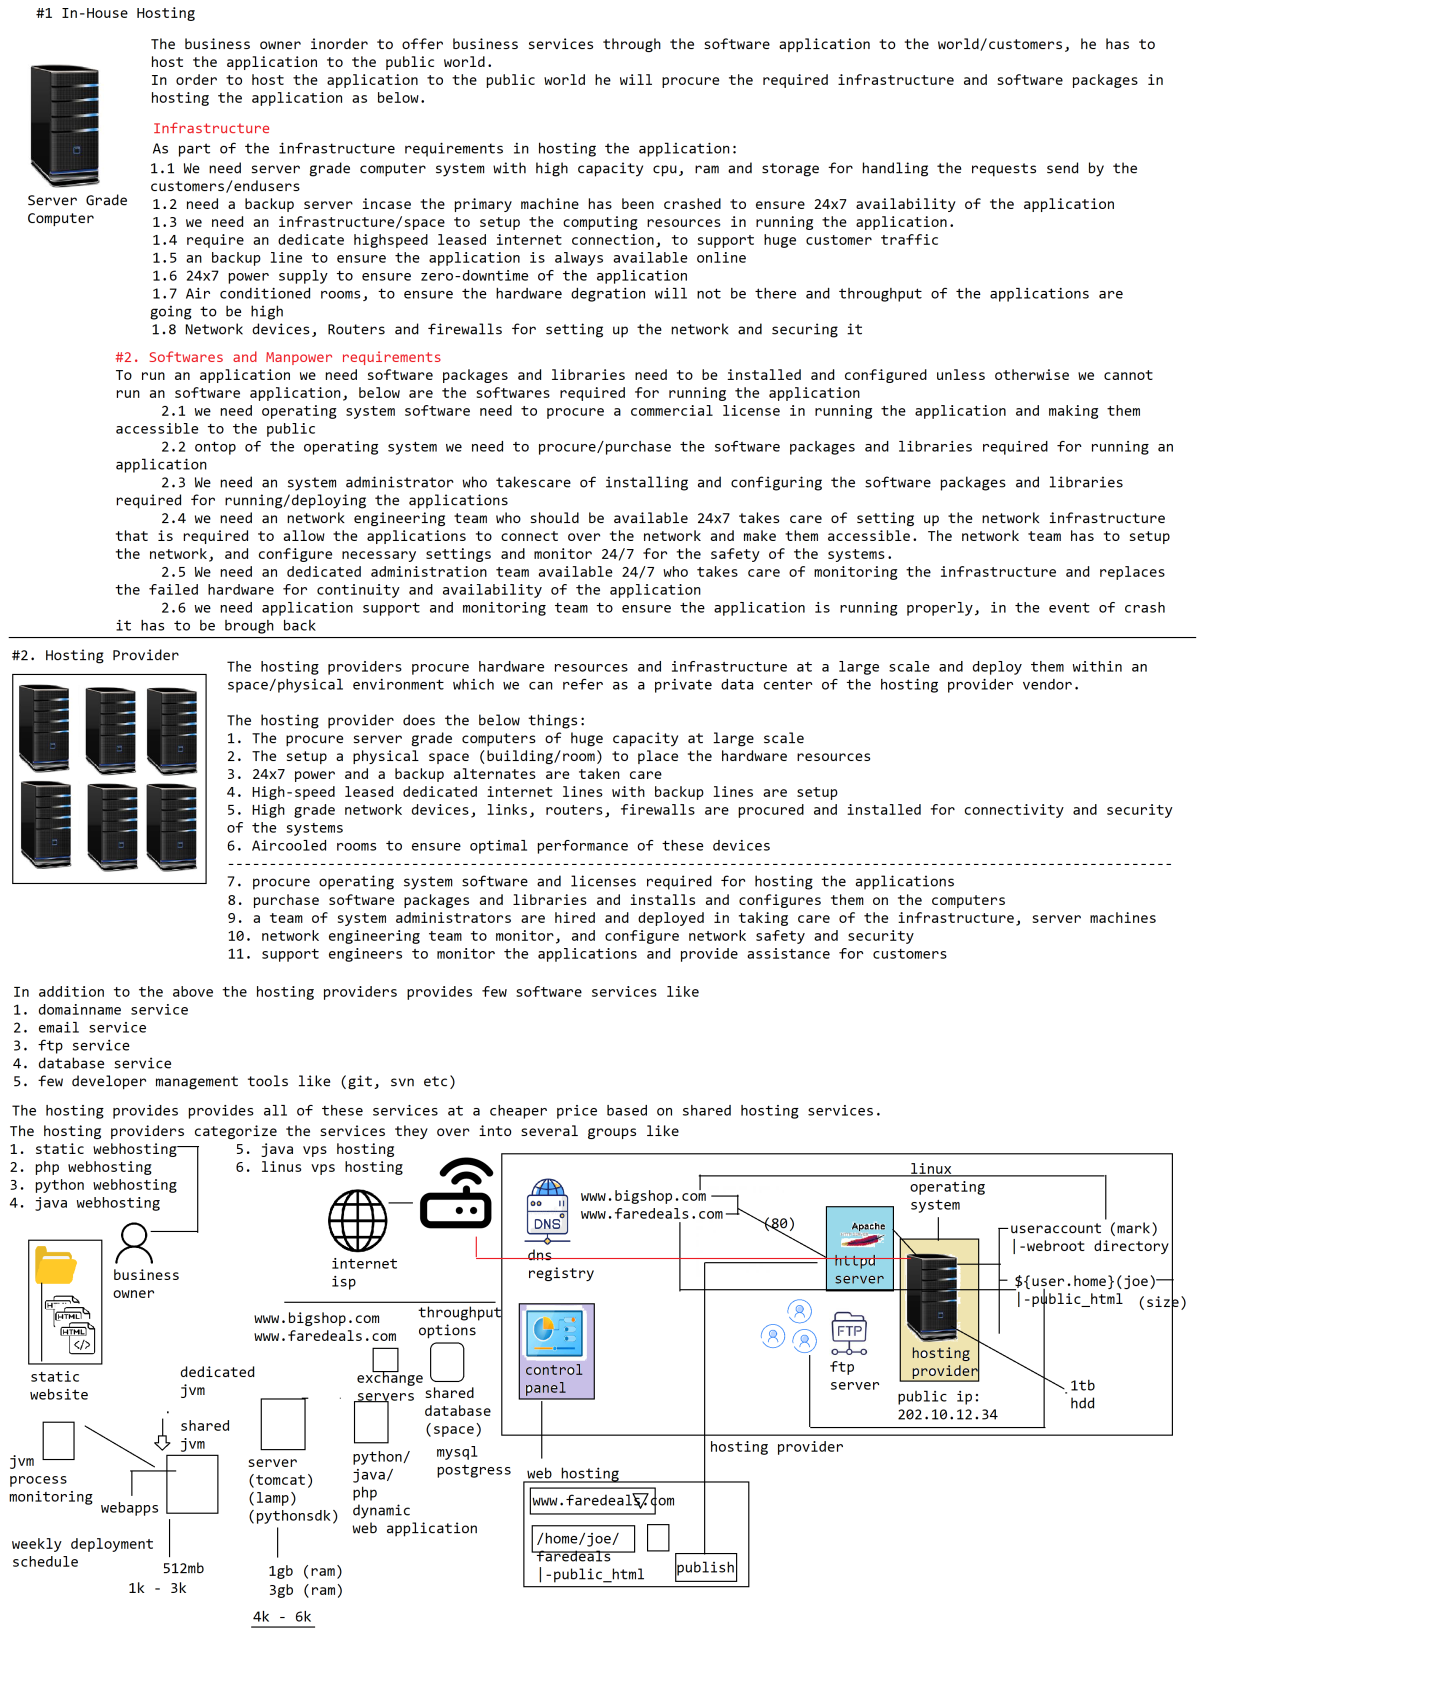 #1 In-House Hosting
The business owner inorder to offer business services through the software application to the world/customers, he has to
host the application to the public world.
In order to host the application to the public world he will procure the required infrastructure and software packages in
hosting the application as below.
Server Grade
Computer
Infrastructure
As part of the infrastructure requirements in hosting the application:
1.1 We need server grade computer system with high capacity cpu, ram and storage for handling the requests send by the
customers/endusers
1.2 need a backup server incase the primary machine has been crashed to ensure 24x7 availability of the application
1.3 we need an infrastructure/space to setup the computing resources in running the application.
1.4 require an dedicate highspeed leased internet connection, to support huge customer traffic
1.5 an backup line to ensure the application is always available online
1.6 24x7 power supply to ensure zero-downtime of the application
1.7 Air conditioned rooms, to ensure the hardware degration will not be there and throughput of the applications are
going to be high
1.8 Network devices, Routers and firewalls for setting up the network and securing it
#2. Softwares and Manpower requirements
To run an application we need software packages and libraries need to be installed and configured unless otherwise we cannot
run an software application, below are the softwares required for running the application
2.1 we need operating system software need to procure a commercial license in running the application and making them
accessible to the public
2.2 ontop of the operating system we need to procure/purchase the software packages and libraries required for running an
application
2.3 We need an system administrator who takescare of installing and configuring the software packages and libraries
required for running/deploying the applications
2.4 we need an network engineering team who should be available 24x7 takes care of setting up the network infrastructure
that is required to allow the applications to connect over the network and make them accessible. The network team has to setup
the network, and configure necessary settings and monitor 24/7 for the safety of the systems.
2.5 We need an dedicated administration team available 24/7 who takes care of monitoring the infrastructure and replaces
the failed hardware for continuity and availability of the application
2.6 we need application support and monitoring team to ensure the application is running properly, in the event of crash
it has to be brough back
#2. Hosting Provider
The hosting providers procure hardware resources and infrastructure at a large scale and deploy them within an
space/physical environment which we can refer as a private data center of the hosting provider vendor.
The hosting provider does the below things:
1. The procure server grade computers of huge capacity at large scale
2. The setup a physical space (building/room) to place the hardware resources
3. 24x7 power and a backup alternates are taken care
4. High-speed leased dedicated internet lines with backup lines are setup
5. High grade network devices, links, routers, firewalls are procured and installed for connectivity and security
of the systems
6. Aircooled rooms to ensure optimal performance of these devices
-----------------------------------------------------------------------------------------------------------------
7. procure operating system software and licenses required for hosting the applications
8. purchase software packages and libraries and installs and configures them on the computers
9. a team of system administrators are hired and deployed in taking care of the infrastructure, server machines
10. network engineering team to monitor, and configure network safety and security
11. support engineers to monitor the applications and provide assistance for customers
In addition to the above the hosting providers provides few software services like
1. domainname service
2. email service
3. ftp service
4. database service
5. few developer management tools like (git, svn etc)
The hosting provides provides all of these services at a cheaper price based on shared hosting services.
The hosting providers categorize the services they over into several groups like
1. static webhosting
2. php webhosting
3. python webhosting
4. java webhosting
5. java vps hosting
6. linus vps hosting
business
owner
HTML
HTML
</>
static
website
internet
isp
www.bigshop.com
www.faredeals.com
throughput
options
exchange
servers
shared
database
(space)
mysql
postgress
DNS
dns
registry
www.bigshop.com
www.faredeals.com
(80)
Apache
httpd
server
linux
operating
system
useraccount (mark)
|-webroot directory
${user.home}(joe)
|-public_html
(size)
control
panel
FTP
ftp
server
hosting
provider
public ip:
202.10.12.34
1tb
hdd
hosting provider
dedicated
jvm
shared
jvm
jvm
process
monitoring
webapps
weekly deployment
schedule
512mb
1k - 3k
server
(tomcat)
(lamp)
(pythonsdk)
1gb (ram)
3gb (ram)
4k - 6k
python/
java/
php
dynamic
web application
web hosting
www.faredeals.com
/home/joe/
faredeals
|-public_html
publish